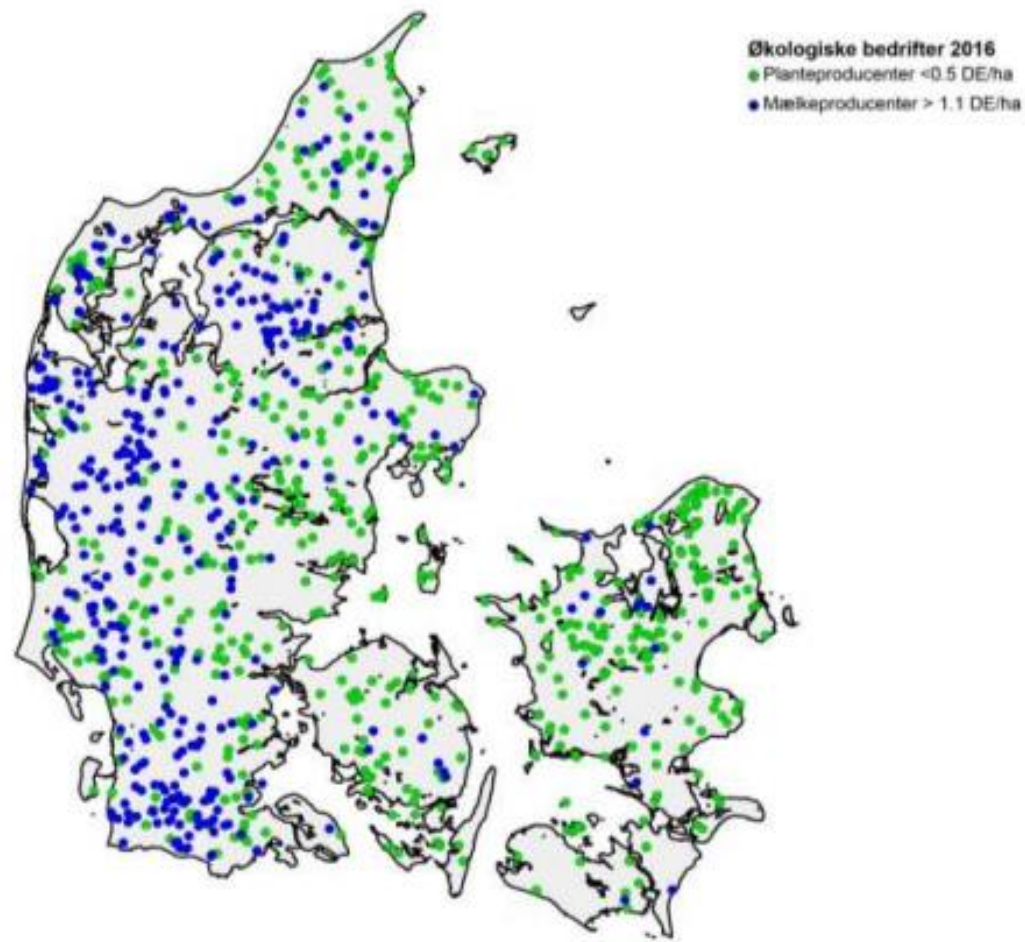 Økologiske bedrifter 2016
Planteproducenter <0.5 DE/ha
Mælkeproducenter > 1.1 DE/ha